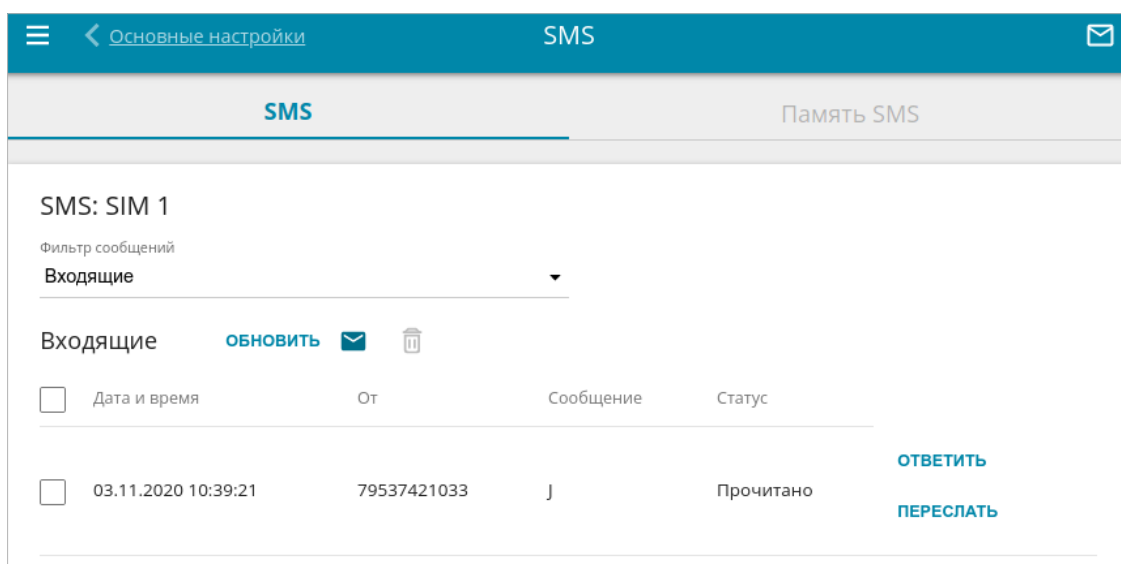 Основные настройки SMS
SMS Память SMS
SMS: SIM 1
Фильтр сообщений
Входящие
Входящие ОБНОВИТЬ
Дата и время От Сообщение Статус
03.11.2020 10:39:21 79537421033 J Прочитано
ОТВЕТИТЬ
ПЕРЕСЛАТЬ